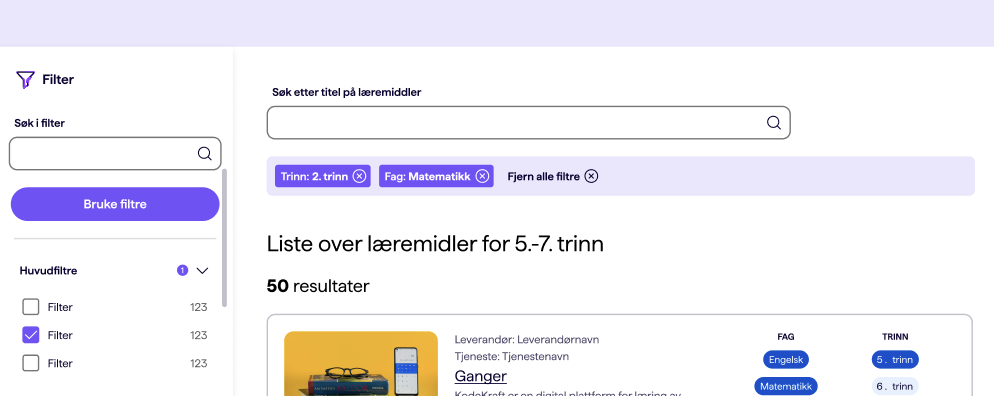 Filter
Søk i filter
Bruke filtre
Huvudfiltre 1
Filter 123
Filter 123
Filter 123
Søk etter titel på læremiddler
Trinn: 2. trinn
Fag: Matematikk
Fjern alle filtre
Liste over læremidler for 5.-7. trinn
50 resultater
Leverandør: Leverandørnavn
Tjeneste: Tjenestenavn
Ganger
KodeKraft er en digital plattform for læring av
FAG
Engelsk
Matematikk
TRINN
5. trinn
6. trinn